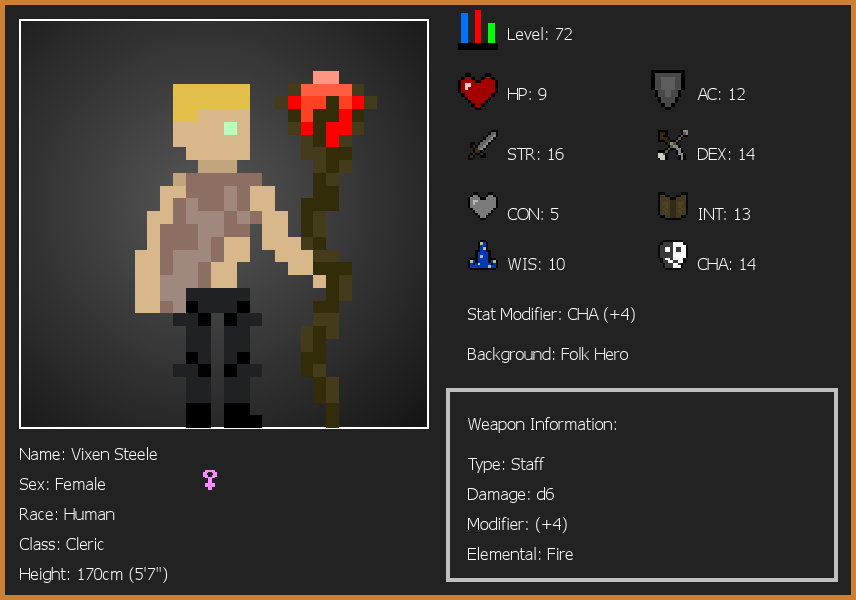 Level: 72
HP: 9
AC: 12
STR: 16
DEX: 14
CON: 5
INT: 13
WIS: 10
CHA: 14
Stat Modifier: CHA (+4)
Background: Folk Hero
Weapon Information:
Type: Staff
Damage: d6
Modifier: (+4)
Elemental: Fire
Name: Vixen Steele
Sex: Female
Race: Human
Class: Cleric
Height: 170cm (5'7")